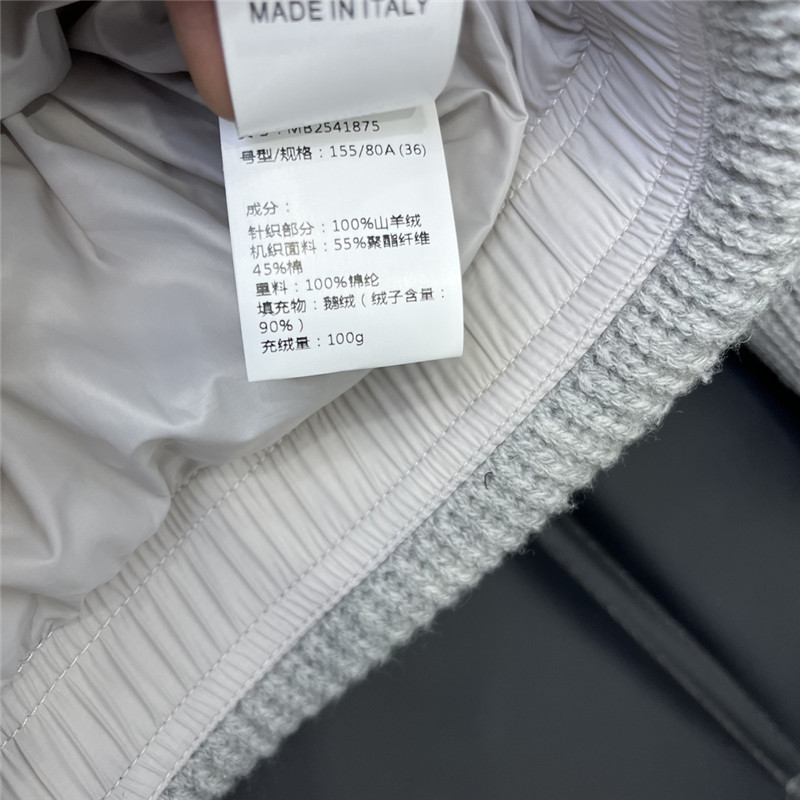 MADE IN ITALY
MB2541875
号型/规格：155/80A(36)
成分：
针织部分：100%山羊绒
机织面料：55%聚酯纤维
45%棉
里料：100%锦纶
填充物：鹅绒（绒子含量：
90%）
充绒量：100g